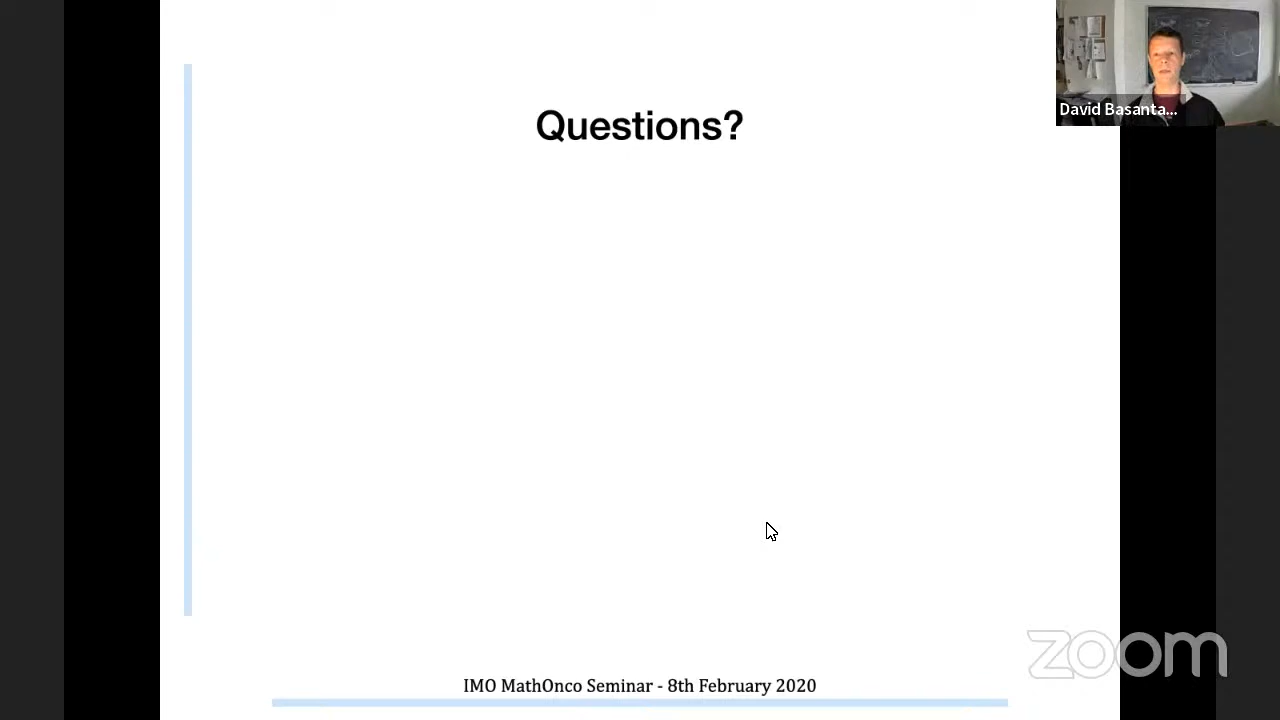 Questions?
David Basanta...
zoom
IMO MathOnco Seminar - 8th February 2020